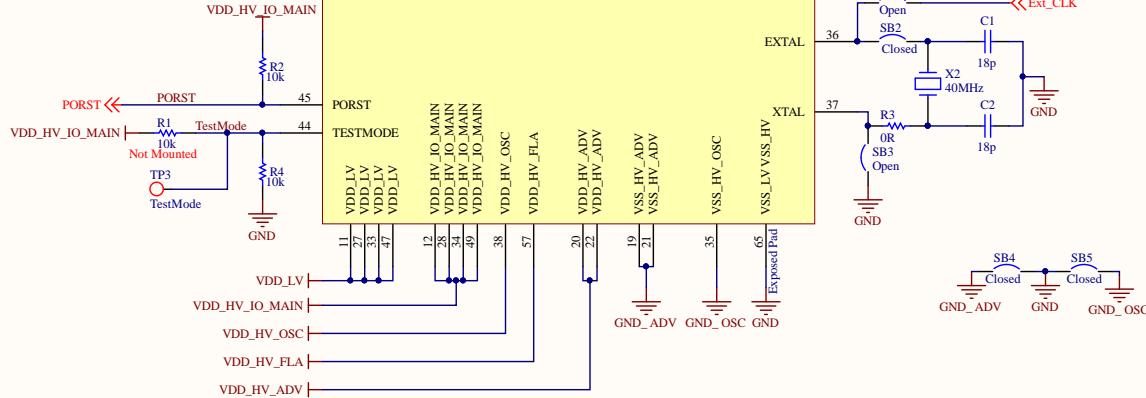 VDD_HV_IO_MAIN
Open
Ext_CLK
R2
10k
PORST
PORST
45
PORST
VDD_HV_IO_MAIN
R1
10k
Not Mounted
TestMode
44
TESTMODE
TP3
TestMode
R4
10k
GND
EXTAL
36
SB2
Closed
C1
18p
X2
40MHz
GND
XTAL
37
R3
0R
C2
18p
SB3
Open
GND
VDD_LV
VDD_LV
VDD_LV
VDD_LV
VDD_HV_IO_MAIN
VDD_HV_IO_MAIN
VDD_HV_IO_MAIN
VDD_HV_IO_MAIN
VDD_HV_OSC
VDD_HV_FLA
VDD_HV_ADV
VDD_HV_ADV
VSS_HV_ADV
VSS_HV_ADV
VSS_HV_OSC
VSS_LV VSS_HV
11
27
33
47
12
28
34
49
38
57
20
22
19
21
35
65
Exposed Pad
VDD_LV
VDD_HV_IO_MAIN
VDD_HV_OSC
VDD_HV_FLA
VDD_HV_ADV
GND_ADV
GND_OSC
GND
SB4
Closed
SB5
Closed
GND_ADV
GND
GND_OSC